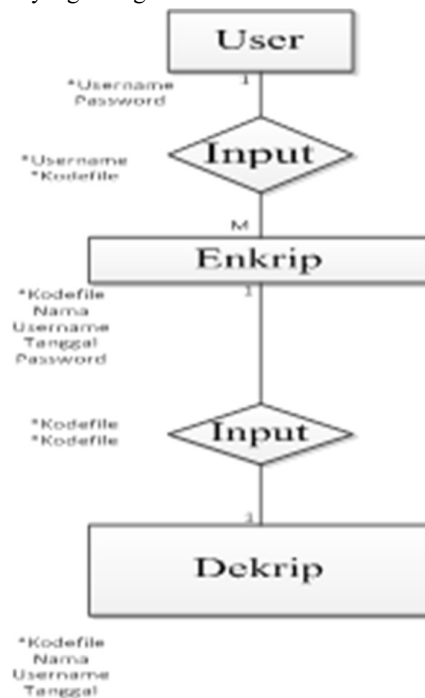 User
1
*Username
Password
Input
*Username
*Kodefile
M
Enkrip
1
*Kodefile
Nama
Username
Tanggal
Password
Input
*Kodefile
*Kodefile
1
Dekrip
*Kodefile
Nama
Username
Tanggal